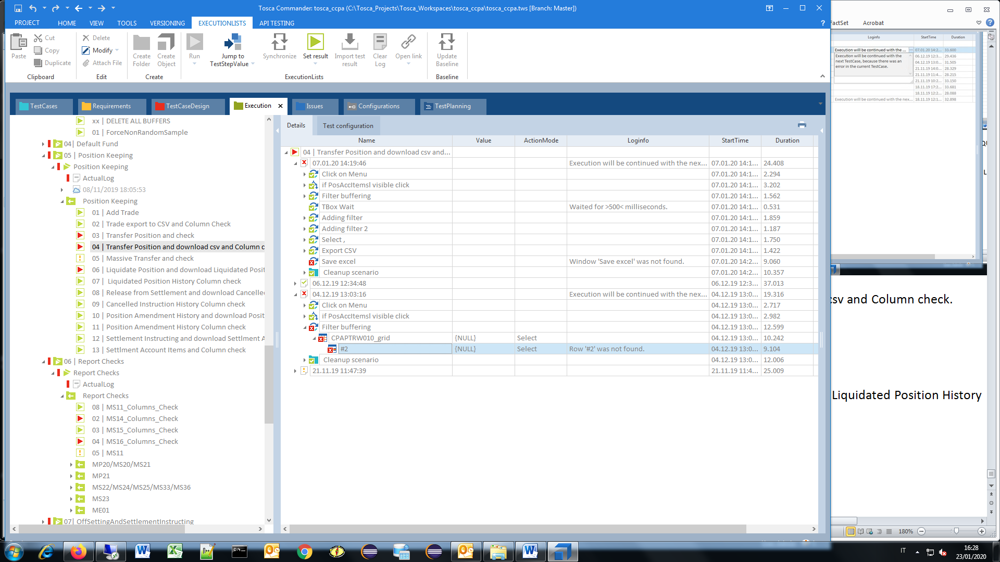 Tosca Commander: tosca_ccpa (C:\Tosca_Projects\Tosca_Workspaces\tosca_ccpa\tosca_ccpa.tws [Branch: Master])
PROJECT HOME VIEW TOOLS VERSIONING EXECUTIONLISTS API TESTING
?
FactSet Acrobat
Paste
Cut
Copy
Duplicate
Clipboard
Delete
Modify
Attach File
Edit
Create Folder
Create Object
Create
Run
Jump to TestStepValue
Synchronize
Set result
Import test result
Clear Log
Open link
ExecutionLists
Update Baseline
Baseline
TestCases Requirements TestCaseDesign Execution Issues Configurations TestPlanning
xx | DELETE ALL BUFFERS
01 | ForceNonRandomSample
04| Default Fund
05 | Position Keeping
Position Keeping
ActualLog
08/11/2019 18:05:53
Position Keeping
01 | Add Trade
02 | Trade export to CSV and Column Check
03 | Transfer Position and check
04 | Transfer Position and download csv and Column c
05 | Massive Transfer and check
06 | Liquidate Position and download Liquidated Posit
07 | Liquidated Position History Column check
08 | Release from Settlement and download Cancelle
09 | Cancelled Instruction History Column check
10 | Position Amendment History and download Posit
11 | Position Amendment History Column check
12 | Settlement Instructing and download Settlment A
13 | Settlment Account Items and Column check
06 | Report Checks
Report Checks
ActualLog
Report Checks
08 | MS11_Columns_Check
02 | MS14_Columns_Check
03 | MS15_Columns_Check
04 | MS16_Columns_Check
05 | MS11
MP20/MS20/MS21
MP21
MS22/MS24/MS25/MS33/MS36
MS23
ME01
07| OffSettingAndSettlementInstructing
Details Test configuration
Name Value ActionMode Loginfo StartTime Duration
04 | Transfer Position and download csv and...
07.01.20 14:19:46 Execution will be continued with the nex... 07.01.20 14:1... 24.408
Click on Menu 07.01.20 14:1... 2.294
if PosAccItemsl visible click 07.01.20 14:1... 3.202
Filter buffering 07.01.20 14:1... 1.562
TBox Wait Waited for >500< milliseconds. 07.01.20 14:1... 0.531
Adding filter 07.01.20 14:1... 1.859
Adding filter 2 07.01.20 14:1... 1.187
Select , 07.01.20 14:1... 1.750
Export CSV 07.01.20 14:1... 1.422
Save excel Window 'Save excel' was not found. 07.01.20 14:2... 9.060
Cleanup scenario 07.01.20 14:2... 10.357
06.12.19 12:34:48 06.12.19 12:3... 37.013
04.12.19 13:03:16 Execution will be continued with the nex... 04.12.19 13:0... 19.316
Click on Menu 04.12.19 13:0... 2.717
if PosAccItemsl visible click 04.12.19 13:0... 2.982
Filter buffering 04.12.19 13:0... 12.599
CPAPTRW010_grid {NULL} Select 04.12.19 13:0... 10.242
#2 {NULL} Select Row '#2' was not found. 04.12.19 13:0... 9.104
Cleanup scenario 04.12.19 13:0... 12.006
21.11.19 11:47:39 21.11.19 11:4... 25.009
Loginfo StartTime Duration
Execution will be continued with the ... 07.01.20 14:2... 33.600
Execution will be continued with the next TestCase, because there was an error in the current TestCase.
06.12.19 12:3... 29.436
04.12.19 13:0... 31.505
21.11.19 14:0... 28.329
21.11.19 11:4... 28.215
21.11.19 10:2... 33.150
18.11.19 17:2... 33.681
18.11.19 12:2... 28.088
Execution will be continued with the nex... 18.11.19 12:1... 32.898
csv and Column check.
Liquidated Position History
180%
IT
16:28
23/01/2020